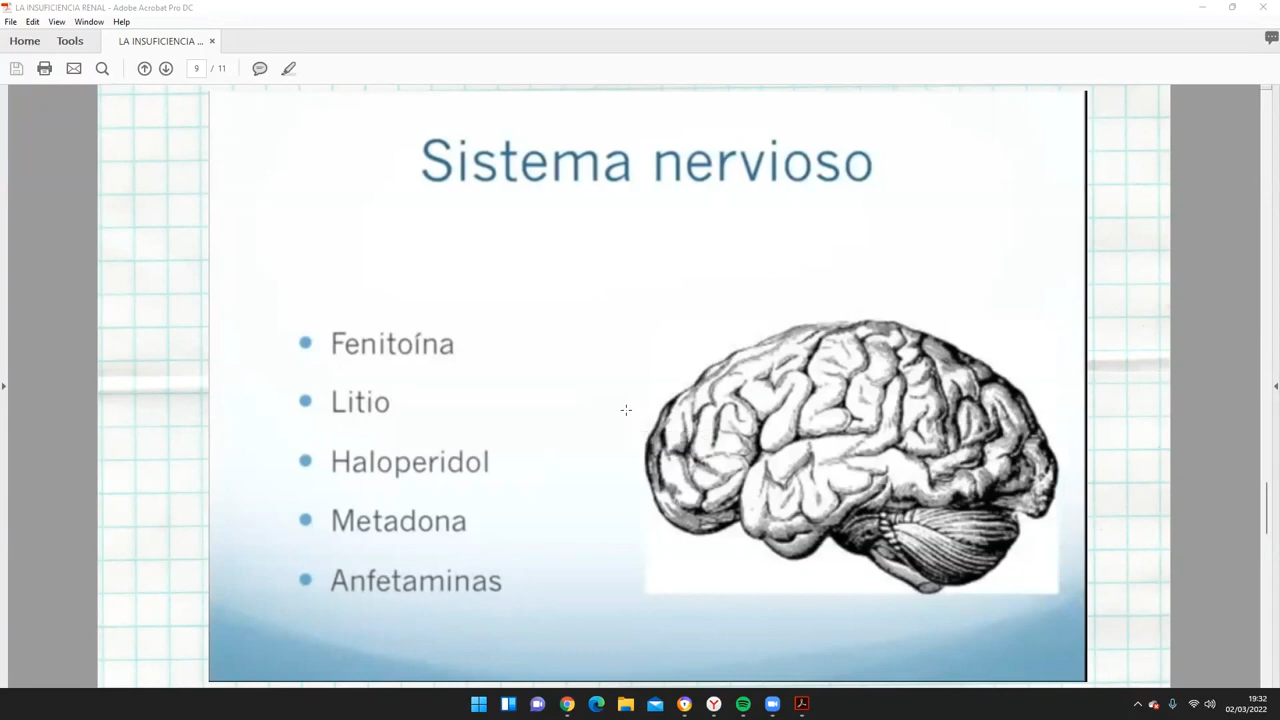 LA INSUFICIENCIA RENAL - Adobe Acrobat Pro DC
File Edit View Window Help
Home Tools LA INSUFICIENCIA ... ×
9 / 11
Sistema nervioso
• Fenitoína
• Litio
• Haloperidol
• Metadona
• Anfetaminas
19:32
02/03/2022